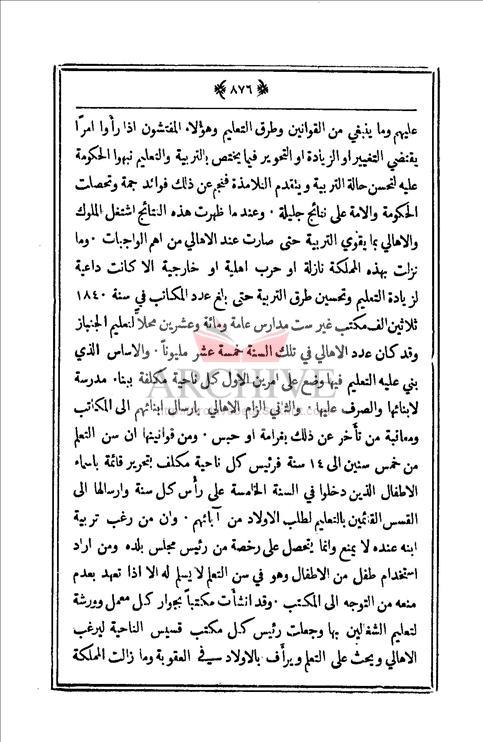 ﴿ ٨٧٦ ﴾
عليهم وما ينبغي من القوانين وطرق التعليم وهؤلاء المفتشون اذا رأوا امرًا
يقتضي التغيير او الزيادة او التحوير فيما يختص بالتربية والتعليم نبهوا الحكومة
عليه لتحسن حالة التربية ويتقدم التلامذة فنجم عن ذلك فوائد جمة وتحصلت
الحكومة والامة على نتائج جليلة ٠ وعند ما ظهرت هذه النتائج اشتغل الملوك
والاهالي بما يقوي التربية حتى صارت عند الاهالي من اهم الواجبات ٠ وما
نزلت بهذه المملكة نازلة او حرب اهلية او خارجية الا كانت داعية
لزيادة التعليم وتحسين طرق التربية حتى بلغ عدد المكاتب في سنة ١٨٤٠
ثلاثين الف مكتب غير ست مدارس عامة ومائة وعشرين محلاً لتعليم الجمناز
وقد كان عدد الاهالي في تلك السنة خمسة عشر مليوناً ٠ والاساس الذي
بني عليه التعليم فيها وضع على امرين الاول كل ناحية مكلفة ببناء مدرسة
لابنائها والصرف عليها ٠ والثاني الزام الاهالي بارسال ابنائهم الى المكاتب
ومعاقبة من تأخر عن ذلك بغرامة او حبس ٠ ومن قوانينها ان سن التعلم
من خمس سنين الى ١٤ سنة فرئيس كل ناحية مكلف بتحرير قائمة باسماء
الاطفال الذين دخلوا في السنة الخامسة على رأس كل سنة وارسالها الى
القسس القائمين بالتعليم لطلب الاولاد من آبائهم ٠ وان من رغب تربية
ابنه عنده لا يمنع وانما يتحصل على رخصة من رئيس مجلس بلده ومن اراد
استخدام طفل من الاطفال وهو في سن التعلم لا يسلم له الا اذا تعهد بعدم
منعه من التوجه الى المكتب ٠ وقد انشأت مكتباً بجوار كل معمل وورشة
لتعليم الشغالين بها وجعلت رئيس كل مكتب قسيس الناحية ليرغب
الاهالي ويحث على التعلم ويرأف بالاولاد في العقوبة وما زالت المملكة
ARCHIVE